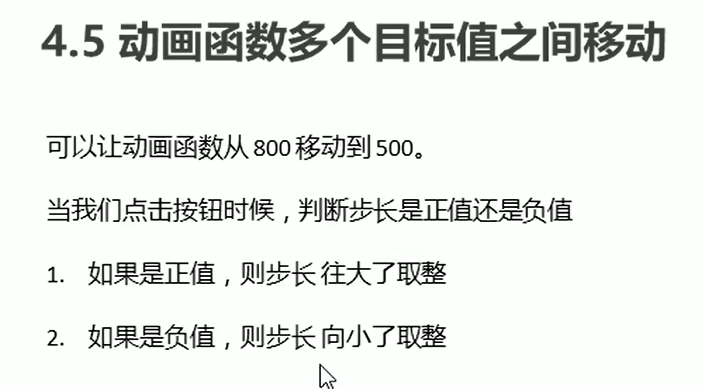 4.5 动画函数多个目标值之间移动
可以让动画函数从 800 移动到 500。
当我们点击按钮时候，判断步长是正值还是负值
1. 如果是正值，则步长 往大了取整
2. 如果是负值，则步长 向小了取整